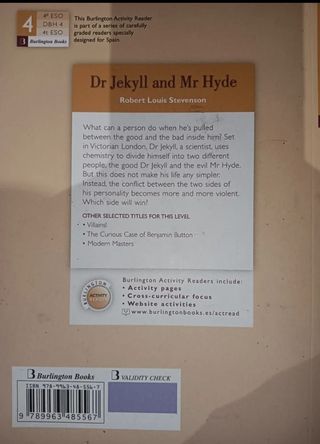 4
4º ESO
DBH 4
4t ESO
B Burlington Books
This Burlington Activity Reader
is part of a series of carefully
graded readers specially
designed for Spain.
Dr Jekyll and Mr Hyde
Robert Louis Stevenson
What can a person do when he's pulled
between the good and the bad inside him? Set
in Victorian London, Dr Jekyll, a scientist, uses
chemistry to divide himself into two different
people, the good Dr Jekyll and the evil Mr Hyde.
But this does not make his life any simpler.
Instead, the conflict between the two sides of
his personality becomes more and more violent.
Which side will win?
OTHER SELECTED TITLES FOR THIS LEVEL
• Villains!
• The Curious Case of Benjamin Button
• Modern Masters
BURLINGTON
ACTIVITY
Burlington Activity Readers include:
• Activity pages
• Cross-curricular focus
• Website activities
www.burlingtonbooks.es/actread
B Burlington Books
B VALIDITY CHECK
ISBN 978-9963-48-556-7
9 789963 485567